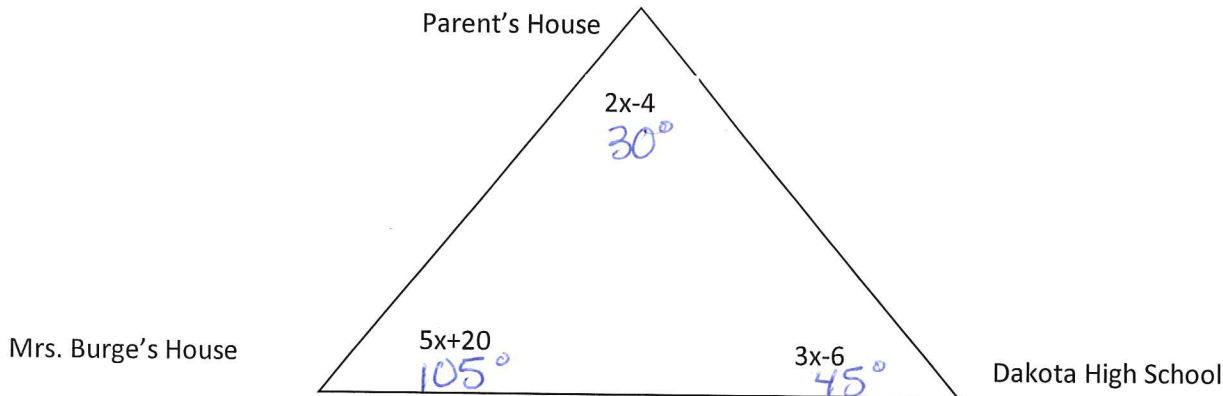 Parent's House
2x-4
30°
5x+20
105°
Mrs. Burge's House
3x-6
45°
Dakota High School